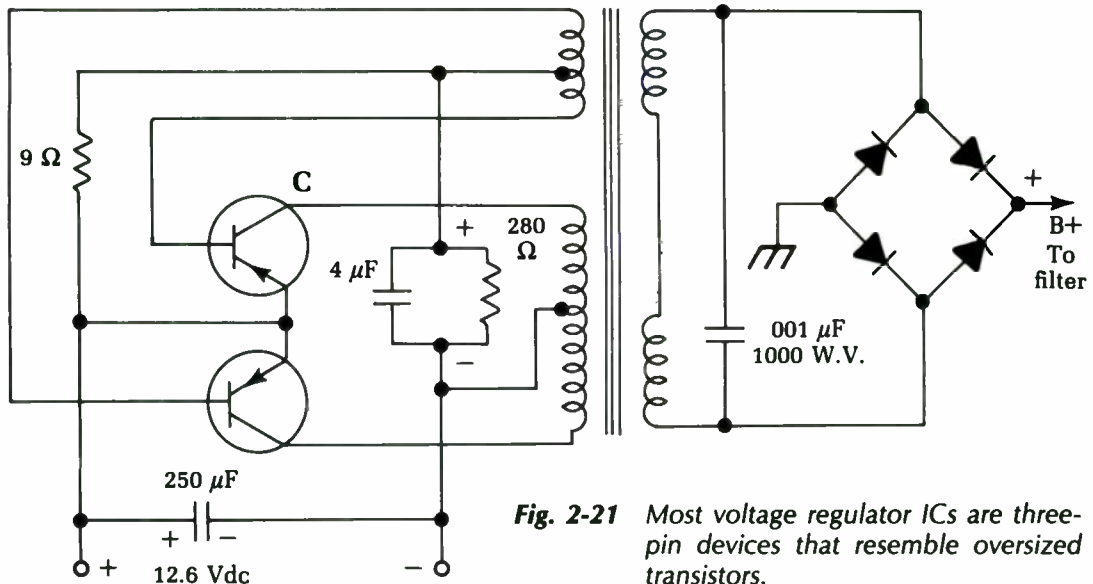 9 Ω
C
+
280
Ω
4 μF
−
001 μF
1000 W.V.
+
B+
To
filter
250 μF
+ −
+ 12.6 Vdc −
Fig. 2-21 Most voltage regulator ICs are three-
pin devices that resemble oversized
transistors.